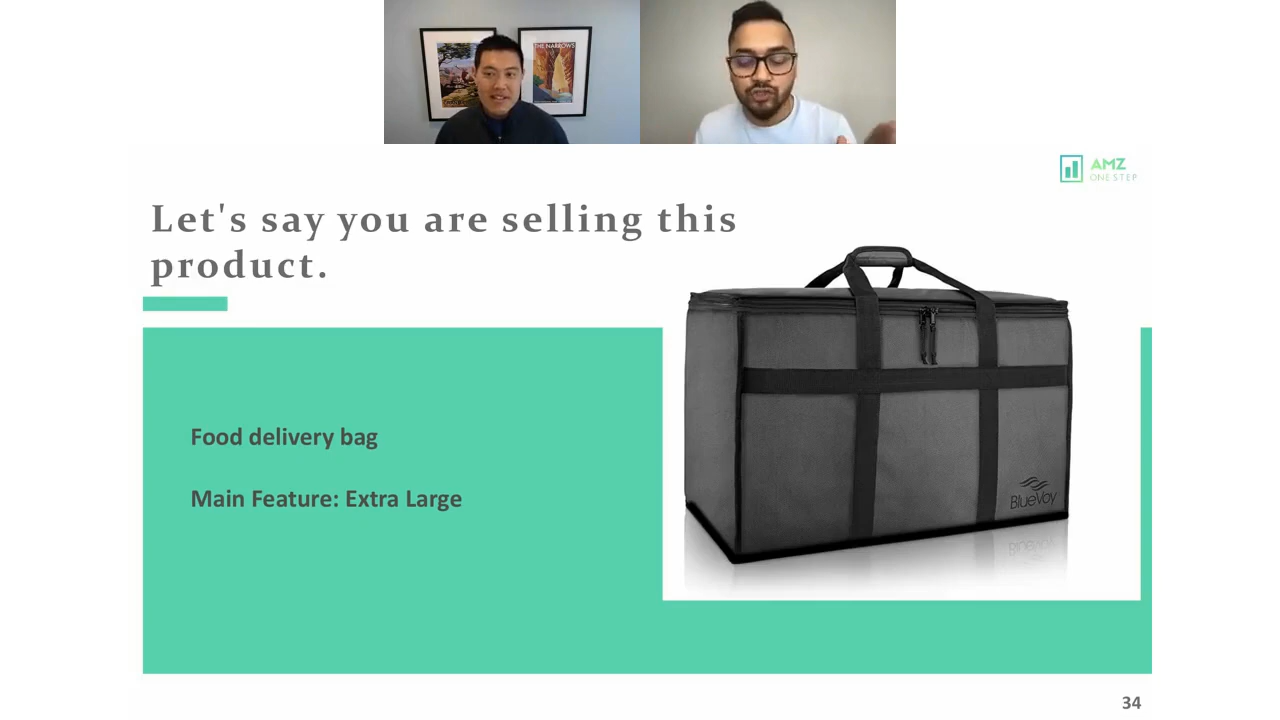 THE NARROWS
AMZ
ONE STEP
Let's say you are selling this
product.
Food delivery bag
Main Feature: Extra Large
BlueVoy
34